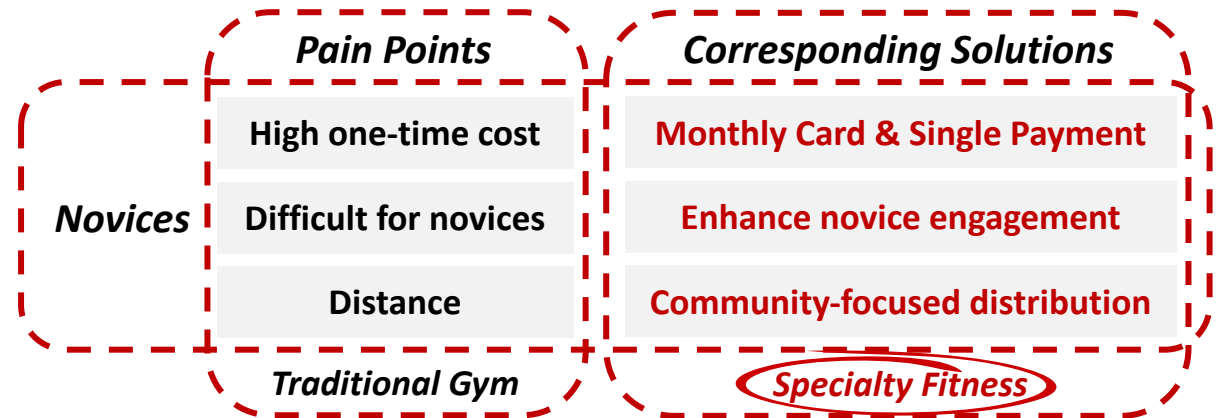 Pain Points
Corresponding Solutions
Novices
High one-time cost
Monthly Card & Single Payment
Difficult for novices
Enhance novice engagement
Distance
Community-focused distribution
Traditional Gym
Specialty Fitness